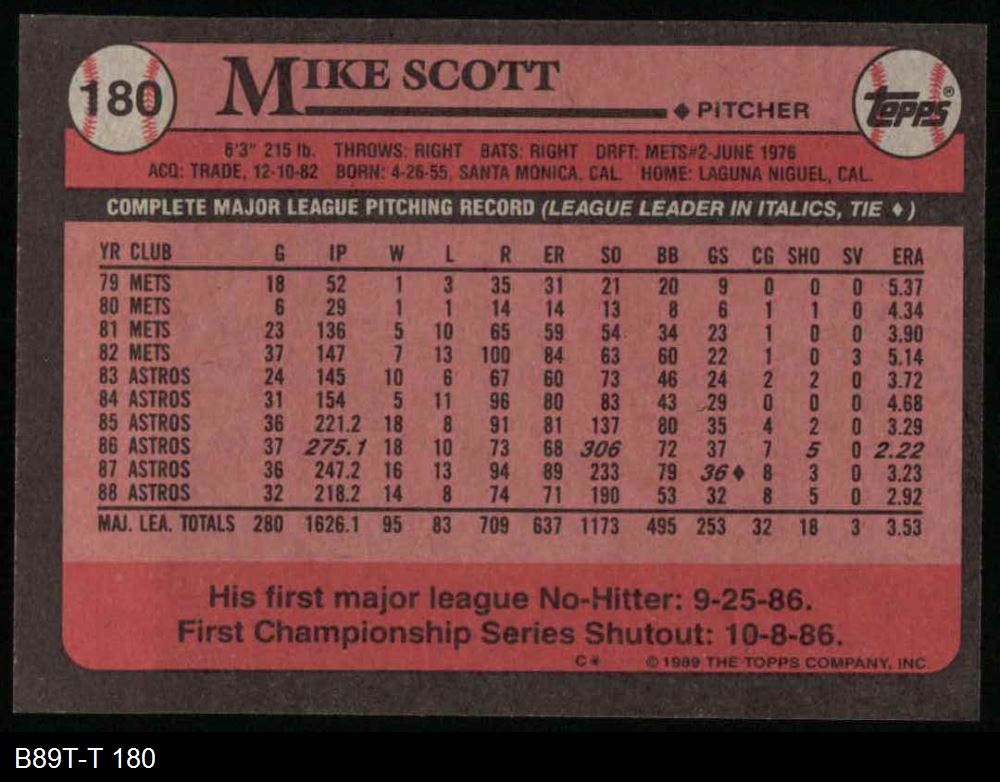 180
MIKE SCOTT
♦ PITCHER
TOPPS®
6'3" 215 lb. THROWS: RIGHT BATS: RIGHT DRFT: METS#2-JUNE 1976
ACQ: TRADE, 12-10-82 BORN: 4-26-55, SANTA MONICA, CAL. HOME: LAGUNA NIGUEL, CAL.
COMPLETE MAJOR LEAGUE PITCHING RECORD (LEAGUE LEADER IN ITALICS, TIE ♦)
YR CLUB G IP W L R ER SO BB GS CG SHO SV ERA
79 METS 18 52 1 3 35 31 21 20 9 0 0 0 5.37
80 METS 6 29 1 1 14 14 13 8 6 1 1 0 4.34
81 METS 23 136 5 10 65 59 54 34 23 1 0 0 3.90
82 METS 37 147 7 13 100 84 63 60 22 1 0 3 5.14
83 ASTROS 24 145 10 6 67 60 73 46 24 2 2 0 3.72
84 ASTROS 31 154 5 11 96 80 83 43 29 0 0 0 4.68
85 ASTROS 36 221.2 18 8 91 81 137 80 35 4 2 0 3.29
86 ASTROS 37 275.1 18 10 73 68 306 72 37 7 5 0 2.22
87 ASTROS 36 247.2 16 13 94 89 233 79 36♦ 8 3 0 3.23
88 ASTROS 32 218.2 14 8 74 71 190 53 32 8 5 0 2.92
MAJ. LEA. TOTALS 280 1626.1 95 83 709 637 1173 495 253 32 18 3 3.53
His first major league No-Hitter: 9-25-86.
First Championship Series Shutout: 10-8-86.
C* © 1989 THE TOPPS COMPANY, INC.
B89T-T 180